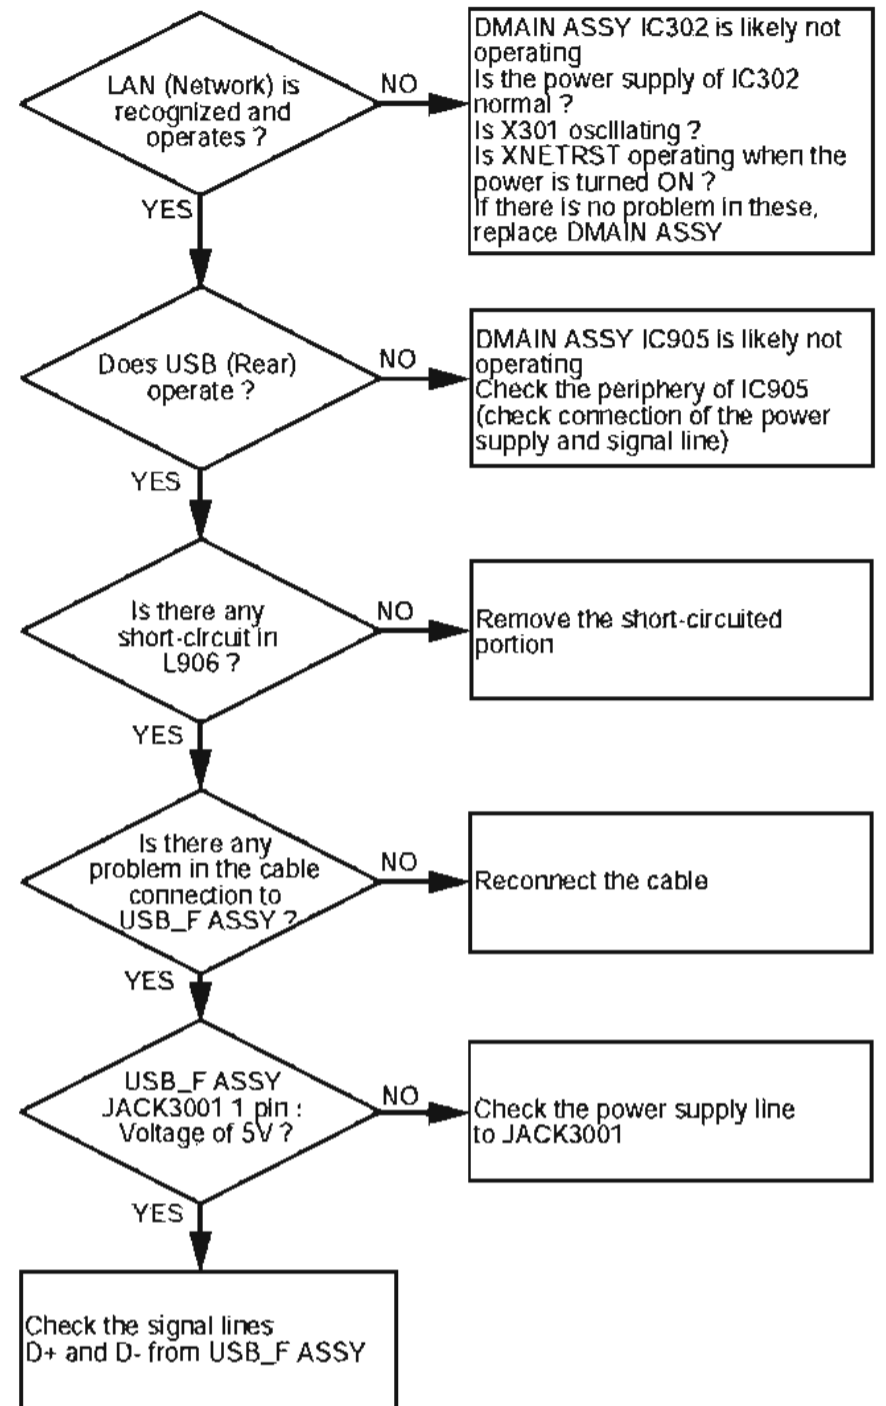 LAN (Network) is
recognized and
operates ?
NO
DMAIN ASSY IC302 is likely not
operating
Is the power supply of IC302
normal ?
Is X301 oscillating ?
Is XNETRST operating when the
power is turned ON ?
If there is no problem in these,
replace DMAIN ASSY
YES
Does USB (Rear)
operate ?
NO
DMAIN ASSY IC905 is likely not
operating
Check the periphery of IC905
(check connection of the power
supply and signal line)
YES
Is there any
short-circuit in
L906 ?
NO
Remove the short-circuited
portion
YES
Is there any
problem in the cable
connection to
USB_F ASSY ?
NO
Reconnect the cable
YES
USB_F ASSY
JACK3001 1 pin :
Voltage of 5V ?
NO
Check the power supply line
to JACK3001
YES
Check the signal lines
D+ and D- from USB_F ASSY